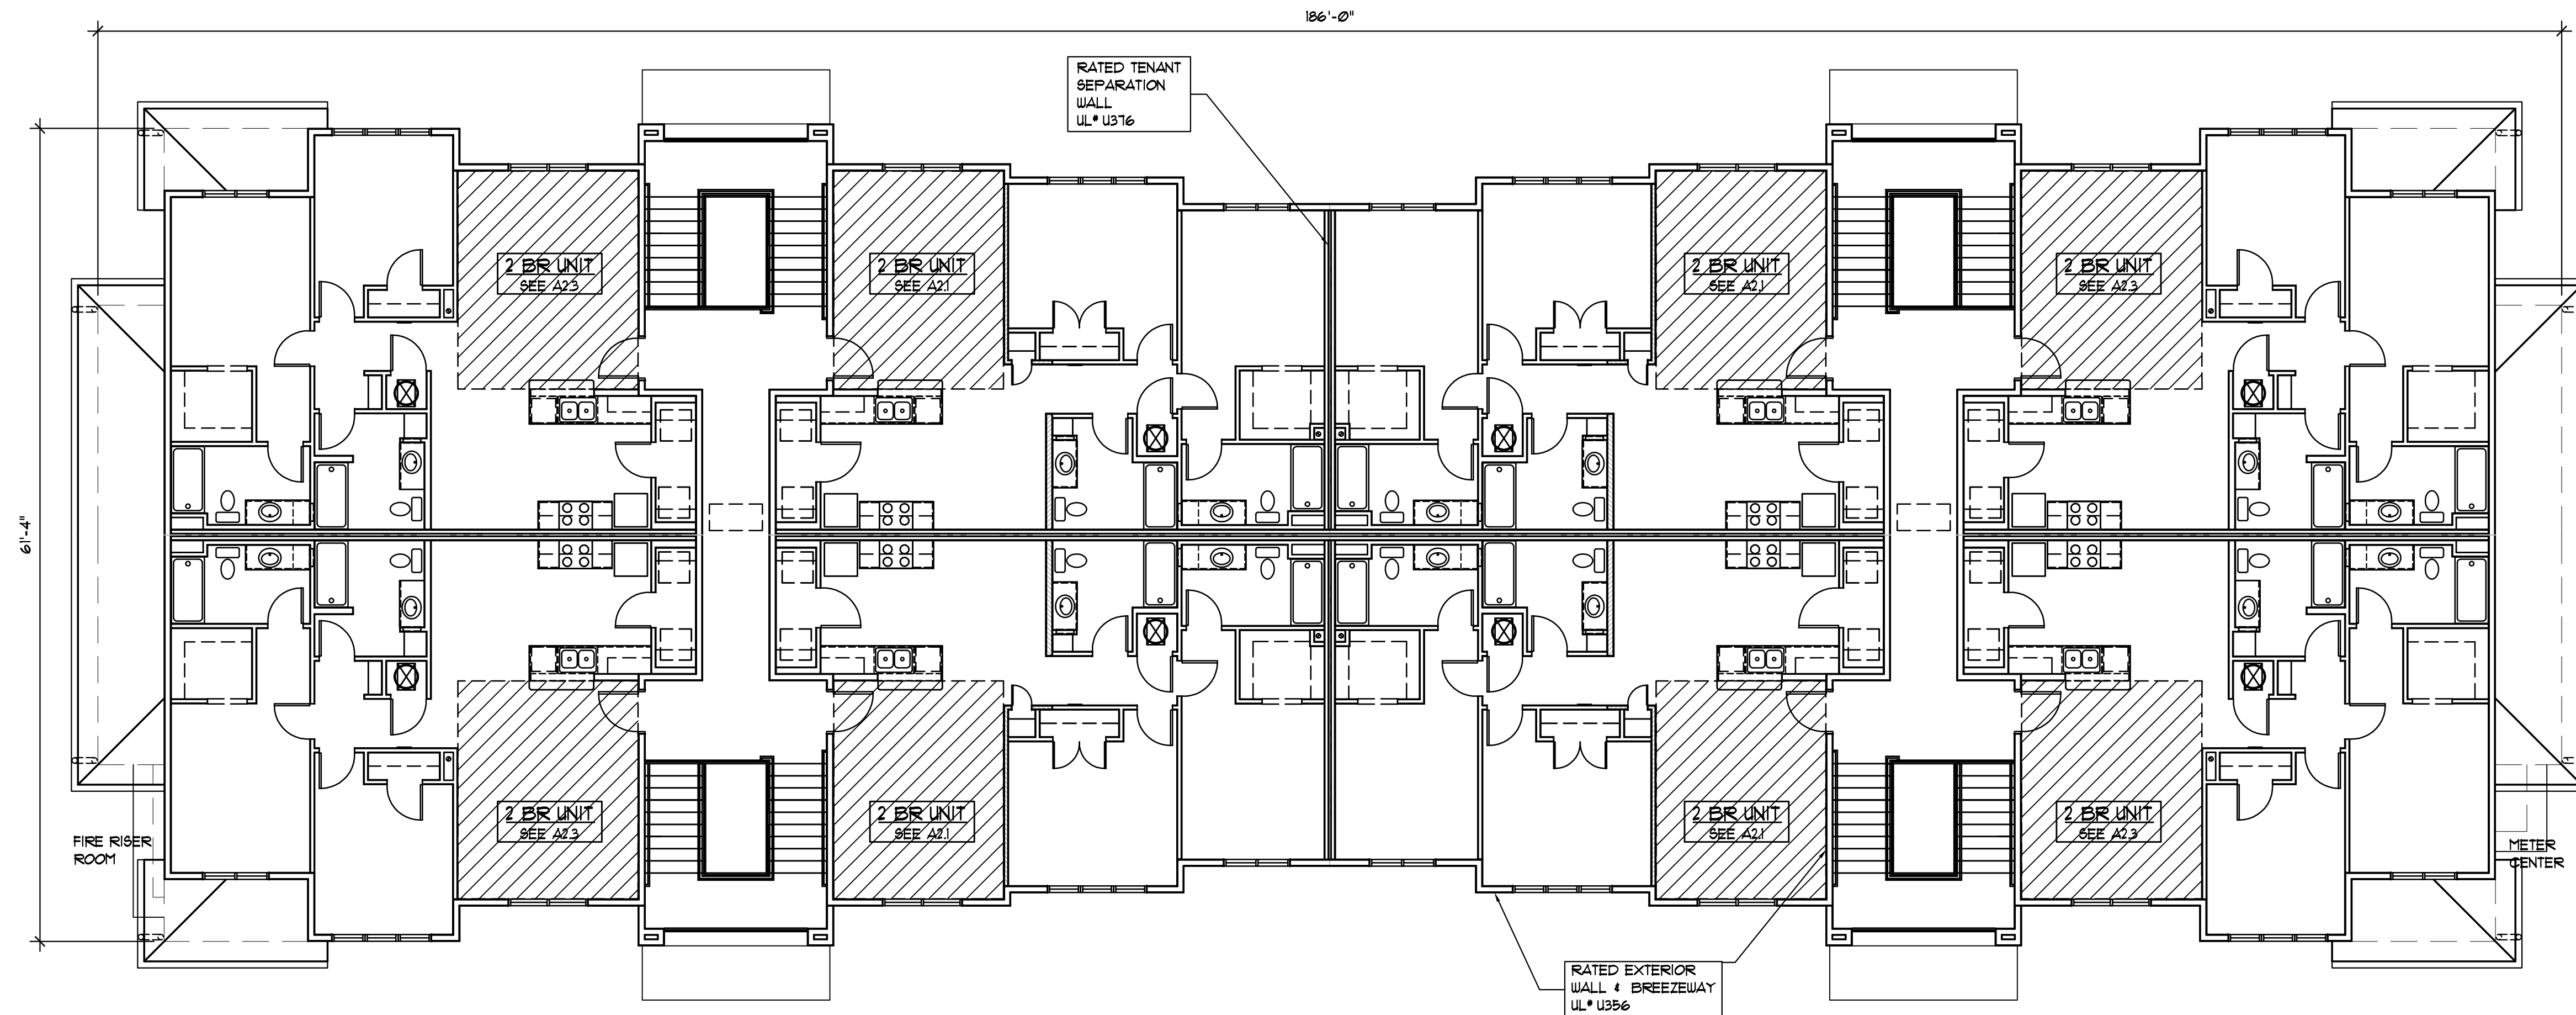 186'-0"
RATED TENANT
SEPARATION
WALL
UL# U376
2 BR UNIT
SEE A2.3
2 BR UNIT
SEE A2.1
2 BR UNIT
SEE A2.1
2 BR UNIT
SEE A2.3
61'-4"
2 BR UNIT
SEE A2.3
2 BR UNIT
SEE A2.1
2 BR UNIT
SEE A2.1
2 BR UNIT
SEE A2.3
FIRE RISER
ROOM
METER
CENTER
RATED EXTERIOR
WALL & BREEZEWAY
UL# U356